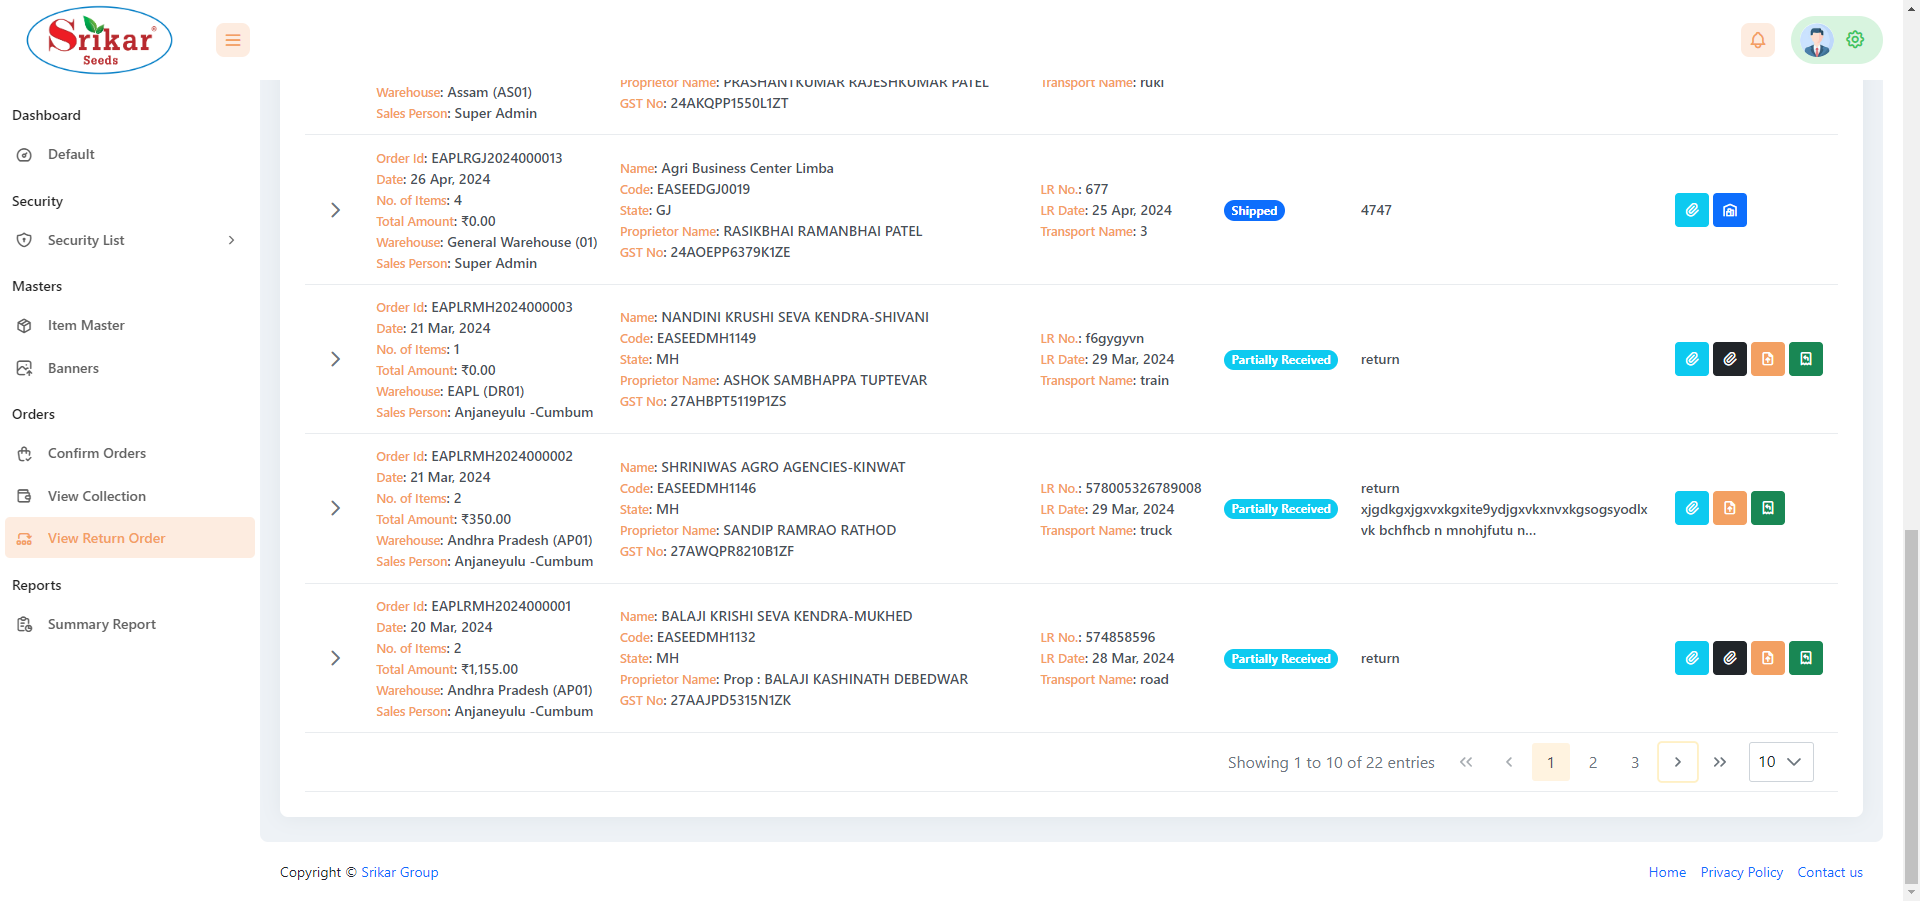 Srikar
Seeds
Dashboard
Default
Security
Security List
Masters
Item Master
Banners
Orders
Confirm Orders
View Collection
View Return Order
Reports
Summary Report
Warehouse: Assam (AS01)
Sales Person: Super Admin
Proprietor Name: PRASHANTKUMAR RAJESHKUMAR PATEL
GST No: 24AKQPP1550L1ZT
Transport Name: ruki
Order Id: EAPLRGJ2024000013
Date: 26 Apr, 2024
No. of Items: 4
Total Amount: ₹0.00
Warehouse: General Warehouse (01)
Sales Person: Super Admin
Name: Agri Business Center Limba
Code: EASEEDGJ0019
State: GJ
Proprietor Name: RASIKBHAI RAMANBHAI PATEL
GST No: 24AOEPP6379K1ZE
LR No.: 677
LR Date: 25 Apr, 2024
Transport Name: 3
Shipped
4747
Order Id: EAPLRMH2024000003
Date: 21 Mar, 2024
No. of Items: 1
Total Amount: ₹0.00
Warehouse: EAPL (DR01)
Sales Person: Anjaneyulu -Cumbum
Name: NANDINI KRUSHI SEVA KENDRA-SHIVANI
Code: EASEEDMH1149
State: MH
Proprietor Name: ASHOK SAMBHAPPA TUPTEVAR
GST No: 27AHBPT5119P1ZS
LR No.: f6gygyvn
LR Date: 29 Mar, 2024
Transport Name: train
Partially Received
return
Order Id: EAPLRMH2024000002
Date: 21 Mar, 2024
No. of Items: 2
Total Amount: ₹350.00
Warehouse: Andhra Pradesh (AP01)
Sales Person: Anjaneyulu -Cumbum
Name: SHRINIWAS AGRO AGENCIES-KINWAT
Code: EASEEDMH1146
State: MH
Proprietor Name: SANDIP RAMRAO RATHOD
GST No: 27AWQPR8210B1ZF
LR No.: 578005326789008
LR Date: 29 Mar, 2024
Transport Name: truck
Partially Received
return
xjgdkgxjgxvxkgxite9ydjgxvkxnvxkgsogsyodlx
vk bchfhcb n mnohjfutu n...
Order Id: EAPLRMH2024000001
Date: 20 Mar, 2024
No. of Items: 2
Total Amount: ₹1,155.00
Warehouse: Andhra Pradesh (AP01)
Sales Person: Anjaneyulu -Cumbum
Name: BALAJI KRISHI SEVA KENDRA-MUKHED
Code: EASEEDMH1132
State: MH
Proprietor Name: Prop : BALAJI KASHINATH DEBEDWAR
GST No: 27AAJPD5315N1ZK
LR No.: 574858596
LR Date: 28 Mar, 2024
Transport Name: road
Partially Received
return
Showing 1 to 10 of 22 entries
1 2 3
10
Copyright © Srikar Group
Home Privacy Policy Contact us